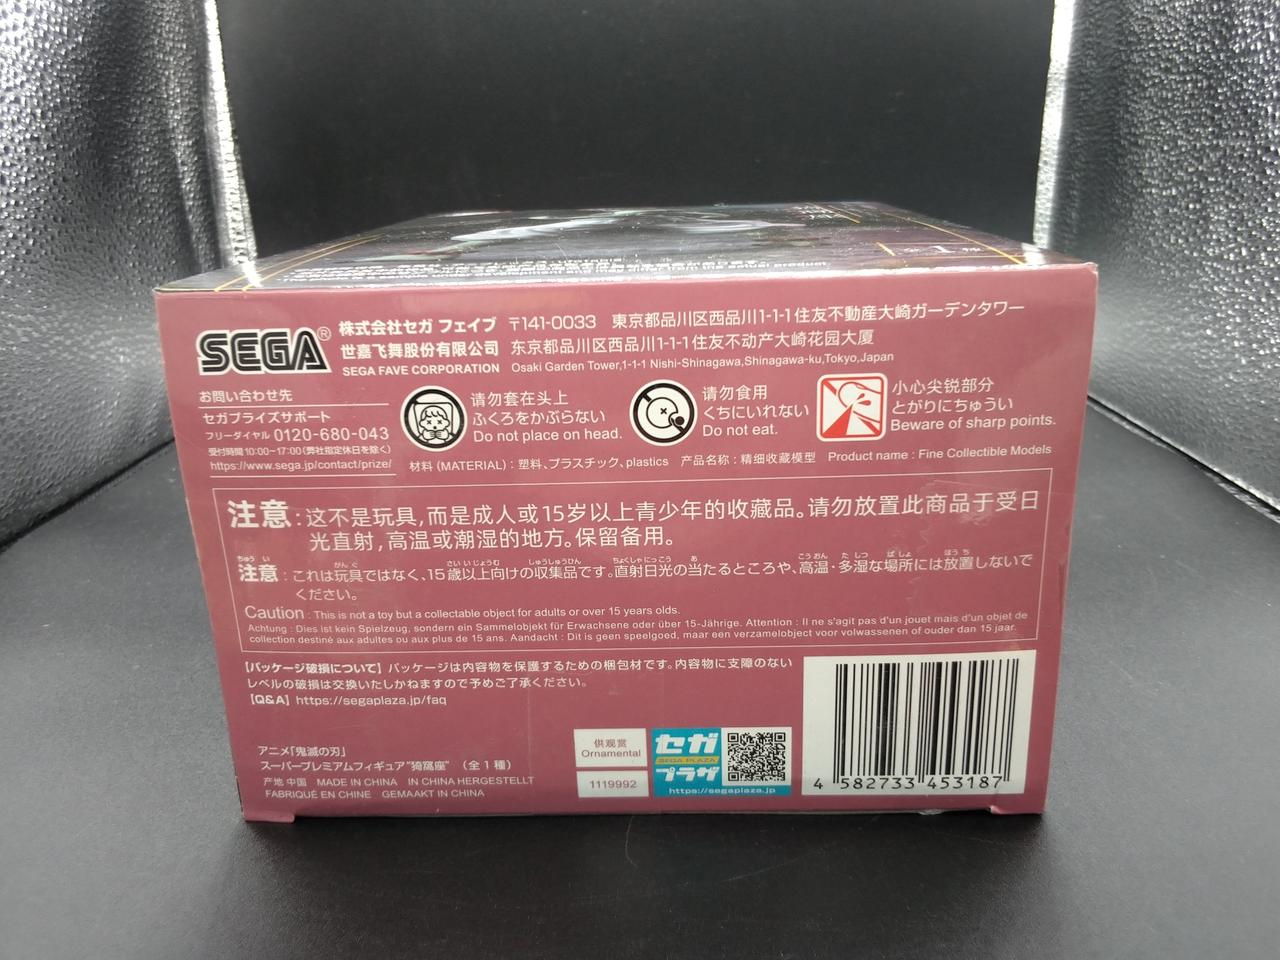 SEGA®
株式会社セガ フェイブ 〒141-0033 東京都品川区西品川1-1-1住友不動産大崎ガーデンタワー
世嘉飞舞股份有限公司 东京都品川区西品川1-1-1住友不动产大崎花园大厦
SEGA FAVE CORPORATION Osaki Garden Tower,1-1-1 Nishi-Shinagawa,Shinagawa-ku,Tokyo,Japan
お問い合わせ先
セガプライズサポート
フリーダイヤル 0120-680-043
受付時間10:00~17:00(弊社指定休日を除く)
https://www.sega.jp/contact/prize/
请勿套在头上
ふくろをかぶらない
Do not place on head.
请勿食用
くちにいれない
Do not eat.
小心尖锐部分
とがりにちゅうい
Beware of sharp points.
材料 (MATERIAL) : 塑料、プラスチック、plastics 产品名称 : 精细收藏模型 Product name : Fine Collectible Models
注意 : 这不是玩具,而是成人或15岁以上青少年的收藏品。请勿放置此商品于受日
光直射,高温或潮湿的地方。保留备用。
注意 : これは玩具ではなく、15歳以上向けの収集品です。直射日光の当たるところや、高温・多湿な場所には放置しないで
ください。
Caution : This is not a toy but a collectable object for adults or over 15 years olds.
Achtung : Dies ist kein Spielzeug, sondern ein Sammelobjekt für Erwachsene oder über 15-Jährige. Attention : Il ne s'agit pas d'un jouet mais d'un objet de
collection destiné aux adultes ou aux plus de 15 ans. Aandacht : Dit is geen speelgoed, maar een verzamelobject voor volwassenen of ouder dan 15 jaar.
【パッケージ破損について】パッケージは内容物を保護するための梱包材です。内容物に支障のない
レベルの破損は交換いたしかねますので予めご了承ください。
【Q&A】https://segaplaza.jp/faq
アニメ「鬼滅の刃」
スーパープレミアムフィギュア"猗窩座" (全1種)
产地 中国 MADE IN CHINA IN CHINA HERGESTELLT
FABRIQUÉ EN CHINE GEMAAKT IN CHINA
供观赏
Ornamental
1119992
セガ
SEGA PLAZA
プラザ
https://segaplaza.jp
4 582733 453187